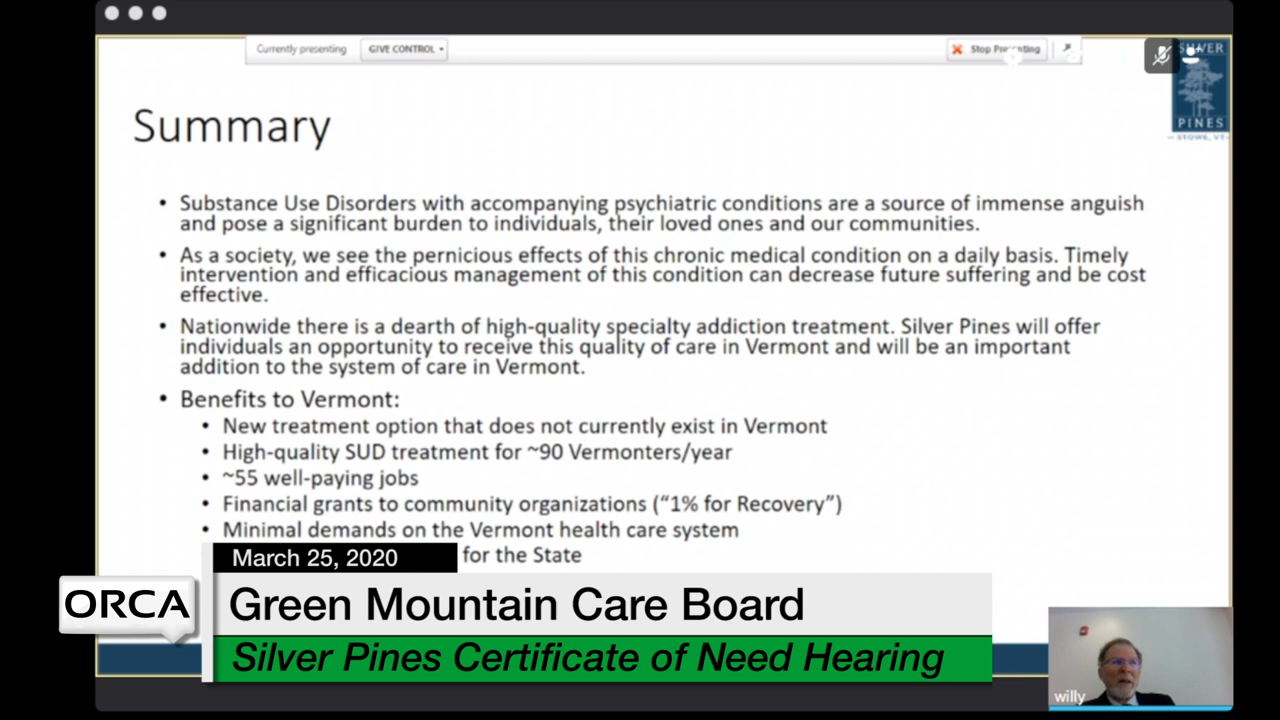 Currently presenting GIVE CONTROL Stop Presenting
SILVER
PINES
STOWE, VT
Summary
• Substance Use Disorders with accompanying psychiatric conditions are a source of immense anguish
and pose a significant burden to individuals, their loved ones and our communities.
• As a society, we see the pernicious effects of this chronic medical condition on a daily basis. Timely
intervention and efficacious management of this condition can decrease future suffering and be cost
effective.
• Nationwide there is a dearth of high-quality specialty addiction treatment. Silver Pines will offer
individuals an opportunity to receive this quality of care in Vermont and will be an important
addition to the system of care in Vermont.
• Benefits to Vermont:
• New treatment option that does not currently exist in Vermont
• High-quality SUD treatment for ~90 Vermonters/year
• ~55 well-paying jobs
• Financial grants to community organizations (“1% for Recovery”)
• Minimal demands on the Vermont health care system
for the State
March 25, 2020
ORCA
Green Mountain Care Board
Silver Pines Certificate of Need Hearing
willy